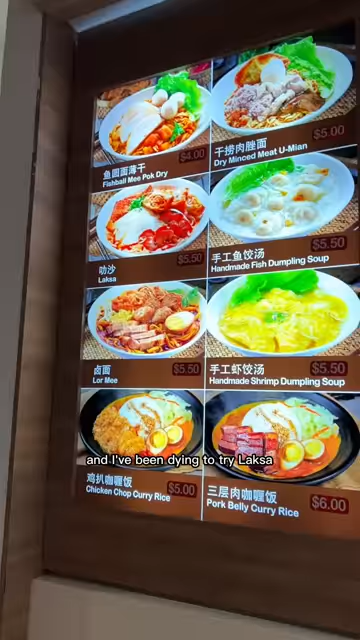 鱼圆面薄干
$4.00
Fishball Mee Pok Dry
干捞肉脞面
$5.00
Dry Minced Meat U-Mian
叻沙
$5.50
Laksa
手工鱼饺汤
$5.50
Handmade Fish Dumpling Soup
卤面
$5.50
Lor Mee
手工虾饺汤
$5.50
Handmade Shrimp Dumpling Soup
and I've been dying to try Laksa
鸡扒咖喱饭
$5.00
Chicken Chop Curry Rice
三层肉咖喱饭
$6.00
Pork Belly Curry Rice